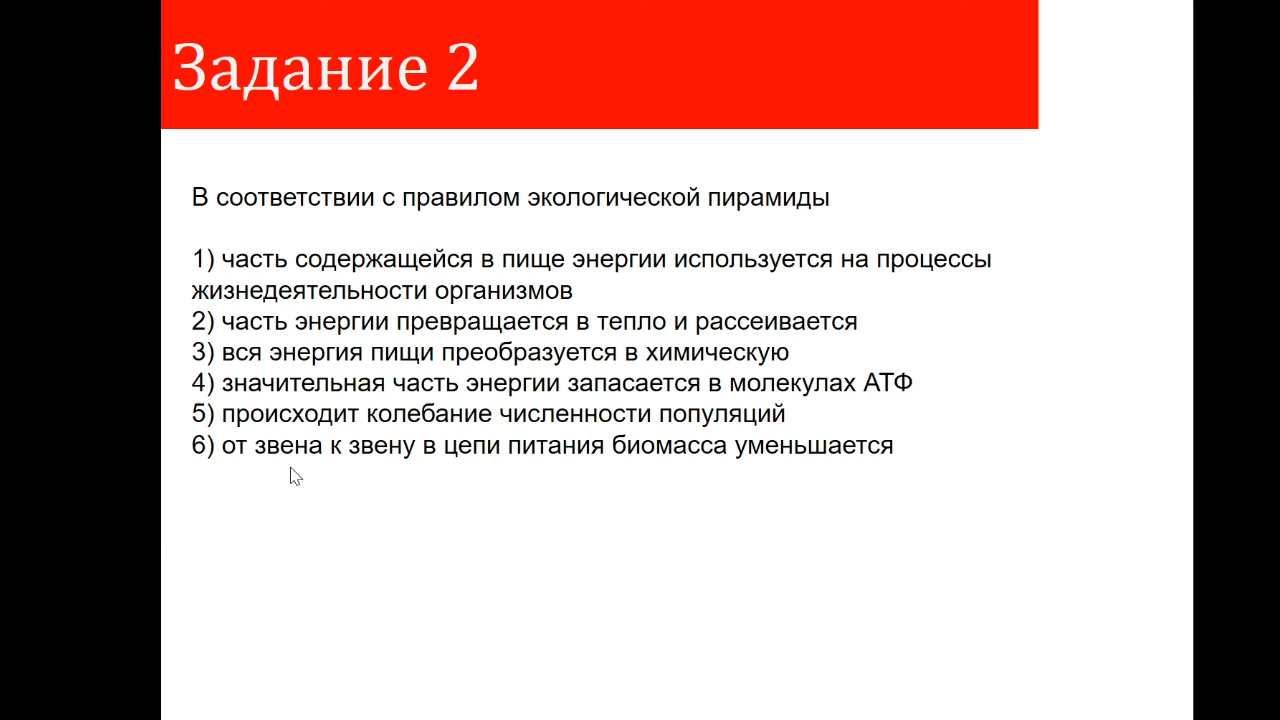 Задание 2
В соответствии с правилом экологической пирамиды
1) часть содержащейся в пище энергии используется на процессы
жизнедеятельности организмов
2) часть энергии превращается в тепло и рассеивается
3) вся энергия пищи преобразуется в химическую
4) значительная часть энергии запасается в молекулах АТФ
5) происходит колебание численности популяций
6) от звена к звену в цепи питания биомасса уменьшается